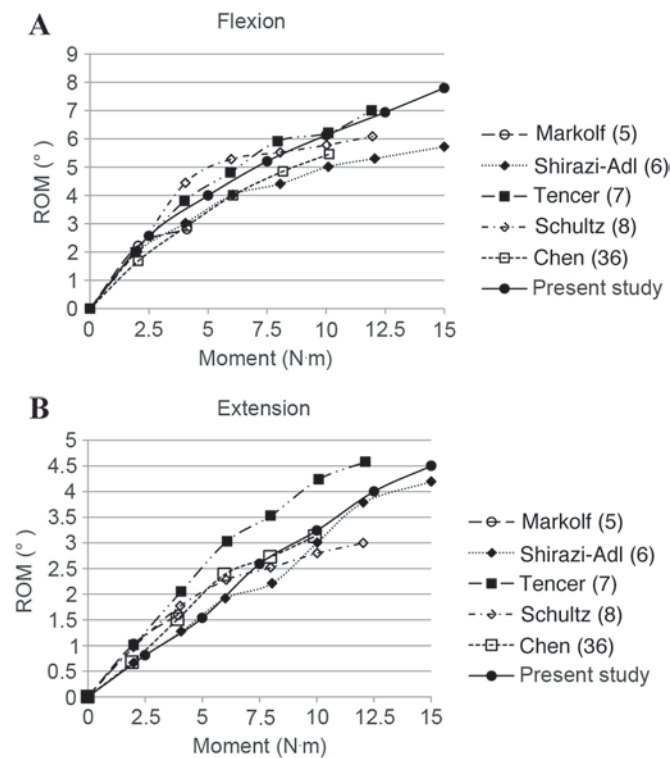 A
Flexion
9
8
7
6
5
4
3
2
1
0
ROM (°)
0 2.5 5 7.5 10 12.5 15
Moment (N·m)
Markolf (5)
Shirazi-Adl (6)
Tencer (7)
Schultz (8)
Chen (36)
Present study
B
Extension
5
4.5
4
3.5
3
2.5
2
1.5
1
0.5
0
ROM (°)
0 2.5 5 7.5 10 12.5 15
Moment (N·m)
Markolf (5)
Shirazi-Adl (6)
Tencer (7)
Schultz (8)
Chen (36)
Present study